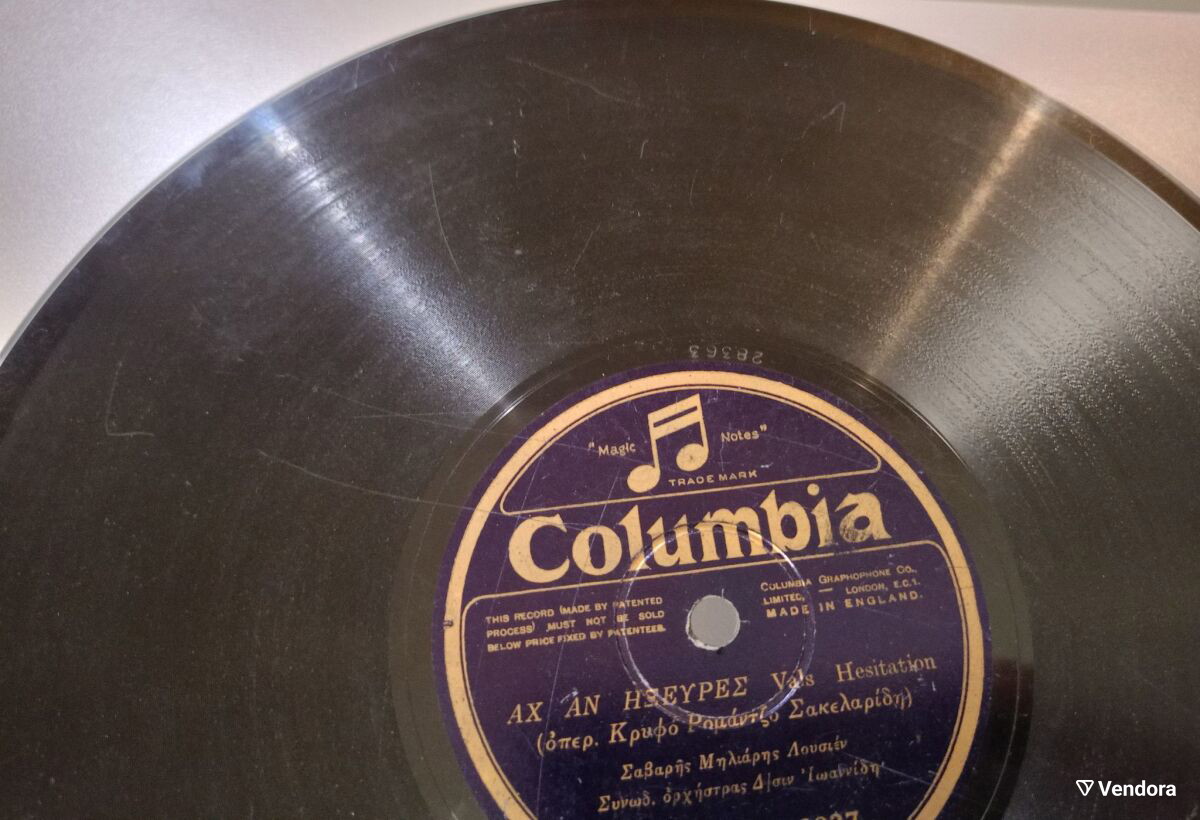 28363
"Magic Notes"
TRADE MARK
Columbia
THIS RECORD (MADE BY PATENTED
PROCESS) MUST NOT BE SOLD
BELOW PRICE FIXED BY PATENTEES.
COLUMBIA GRAPHOPHONE CO.,
LIMITED, — LONDON, E.C.1.
MADE IN ENGLAND.
ΑΧ ΑΝ ΗΞΕΥΡΕΣ Vals Hesitation
(ὀπερ. Κρυφὸ Ρομάντζο Σακελαρίδη)
Σαβαρῆς Μηλιάρης Λουσιέν
Συνωδ. ὀρχήστρας Δ)σιν Ἰωαννίδη
Vendora